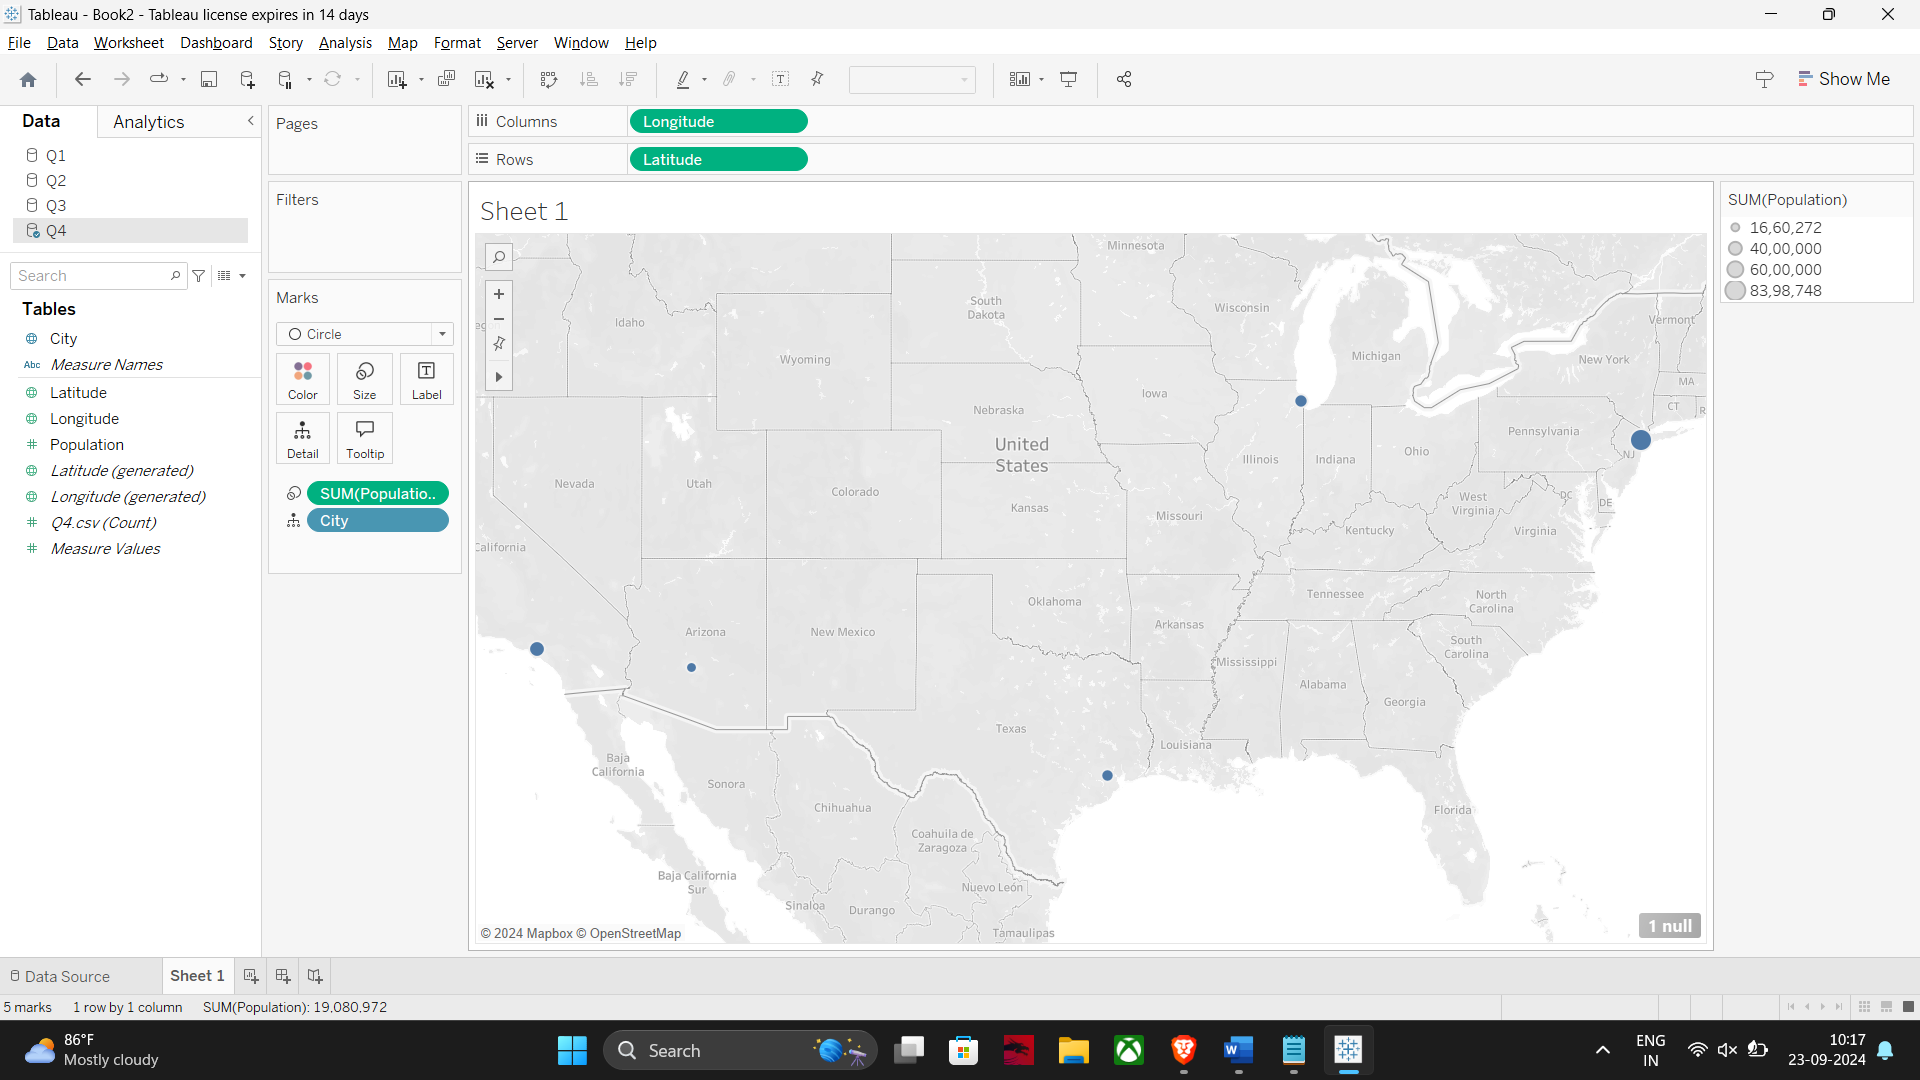 Tableau - Book2 - Tableau license expires in 14 days
File Data Worksheet Dashboard Story Analysis Map Format Server Window Help
Show Me
Data Analytics
Q1
Q2
Q3
Q4
Search
Tables
City
Abc Measure Names
Latitude
Longitude
Population
Latitude (generated)
Longitude (generated)
Q4.csv (Count)
Measure Values
Pages
Filters
Marks
Circle
Color Size Label
Detail Tooltip
SUM(Populatio..
City
Columns Longitude
Rows Latitude
Sheet 1
Minnesota
South
Dakota
Wisconsin
Idaho
Vermont
Wyoming
Michigan
New York
MA
Iowa
CT
Nebraska
Pennsylvania
United
States
Ohio
NJ
Illinois
Indiana
Nevada
Utah
Colorado
West
Virginia
DC
DE
Kansas
Missouri
Kentucky
Virginia
California
Oklahoma
Tennessee
North
Carolina
Arizona
New Mexico
Arkansas
South
Carolina
Mississippi
Alabama
Georgia
Texas
Louisiana
Baja
California
Sonora
Chihuahua
Florida
Coahuila de
Zaragoza
Baja California
Sur
Nuevo León
Sinaloa
Durango
Tamaulipas
© 2024 Mapbox © OpenStreetMap
1 null
SUM(Population)
16,60,272
40,00,000
60,00,000
83,98,748
Data Source Sheet 1
5 marks 1 row by 1 column SUM(Population): 19,080,972
86°F
Mostly cloudy
Search
ENG
IN
10:17
23-09-2024